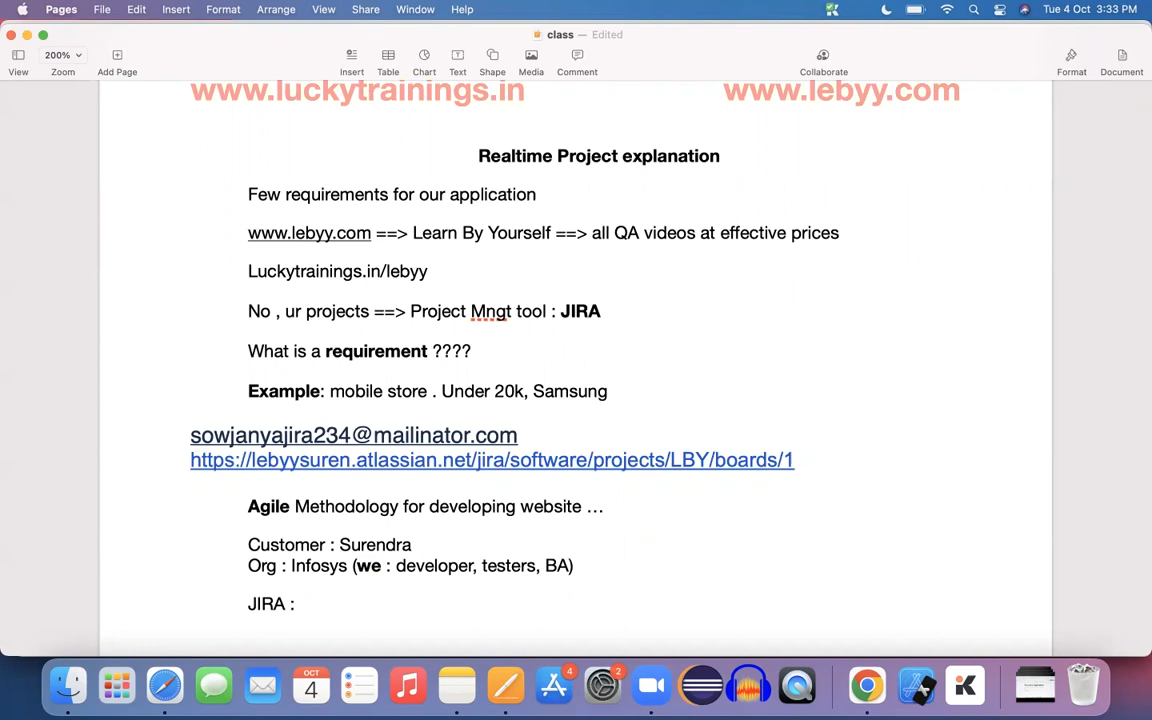 Pages File Edit Insert Format Arrange View Share Window Help Tue 4 Oct 3:33 PM
class — Edited
200%
View Zoom Add Page Insert Table Chart Text Shape Media Comment Collaborate Format Document
www.luckytrainings.in www.lebyy.com
Realtime Project explanation
Few requirements for our application
www.lebyy.com ==> Learn By Yourself ==> all QA videos at effective prices
Luckytrainings.in/lebyy
No , ur projects ==> Project Mngt tool : JIRA
What is a requirement ????
Example: mobile store . Under 20k, Samsung
sowjanyajira234@mailinator.com
https://lebyysuren.atlassian.net/jira/software/projects/LBY/boards/1
Agile Methodology for developing website …
Customer : Surendra
Org : Infosys (we : developer, testers, BA)
JIRA :
OCT
4
4
2